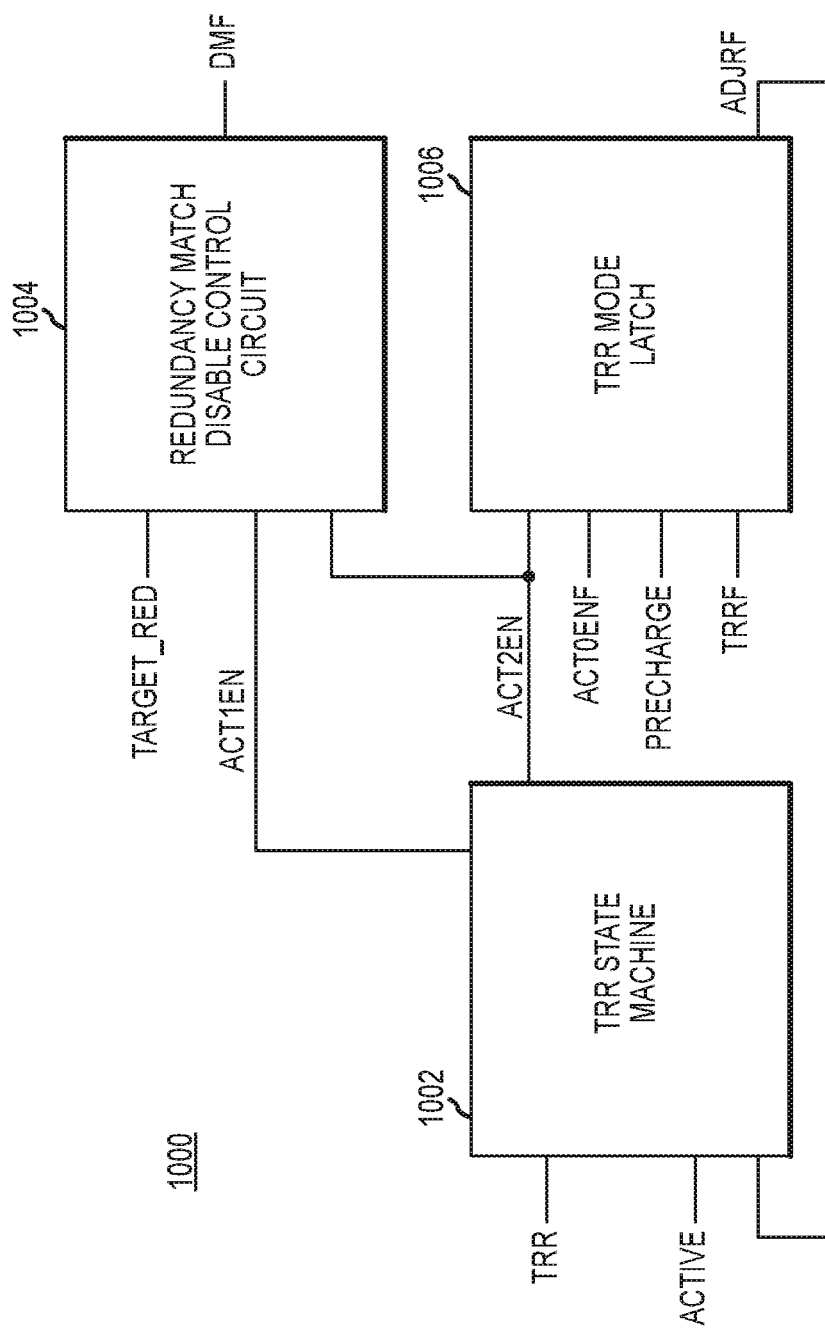 1000
1002
TRR STATE
MACHINE
TRR
ACTIVE
ACT1EN
ACT2EN
1004
REDUNDANCY MATCH
DISABLE CONTROL
CIRCUIT
TARGET_RED
DMF
1006
TRR MODE
LATCH
ACT0ENF
PRECHARGE
TRRF
ADJRF